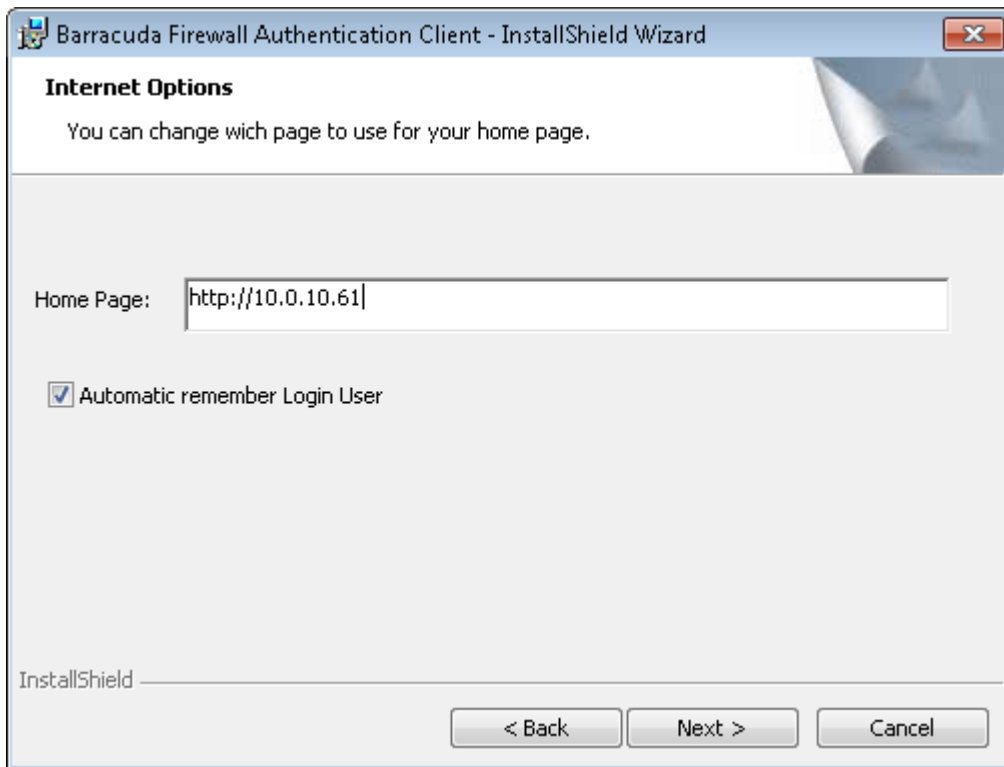 Barracuda Firewall Authentication Client - InstallShield Wizard
Internet Options
You can change wich page to use for your home page.
Home Page: http://10.0.10.61
Automatic remember Login User
InstallShield
< Back Next > Cancel